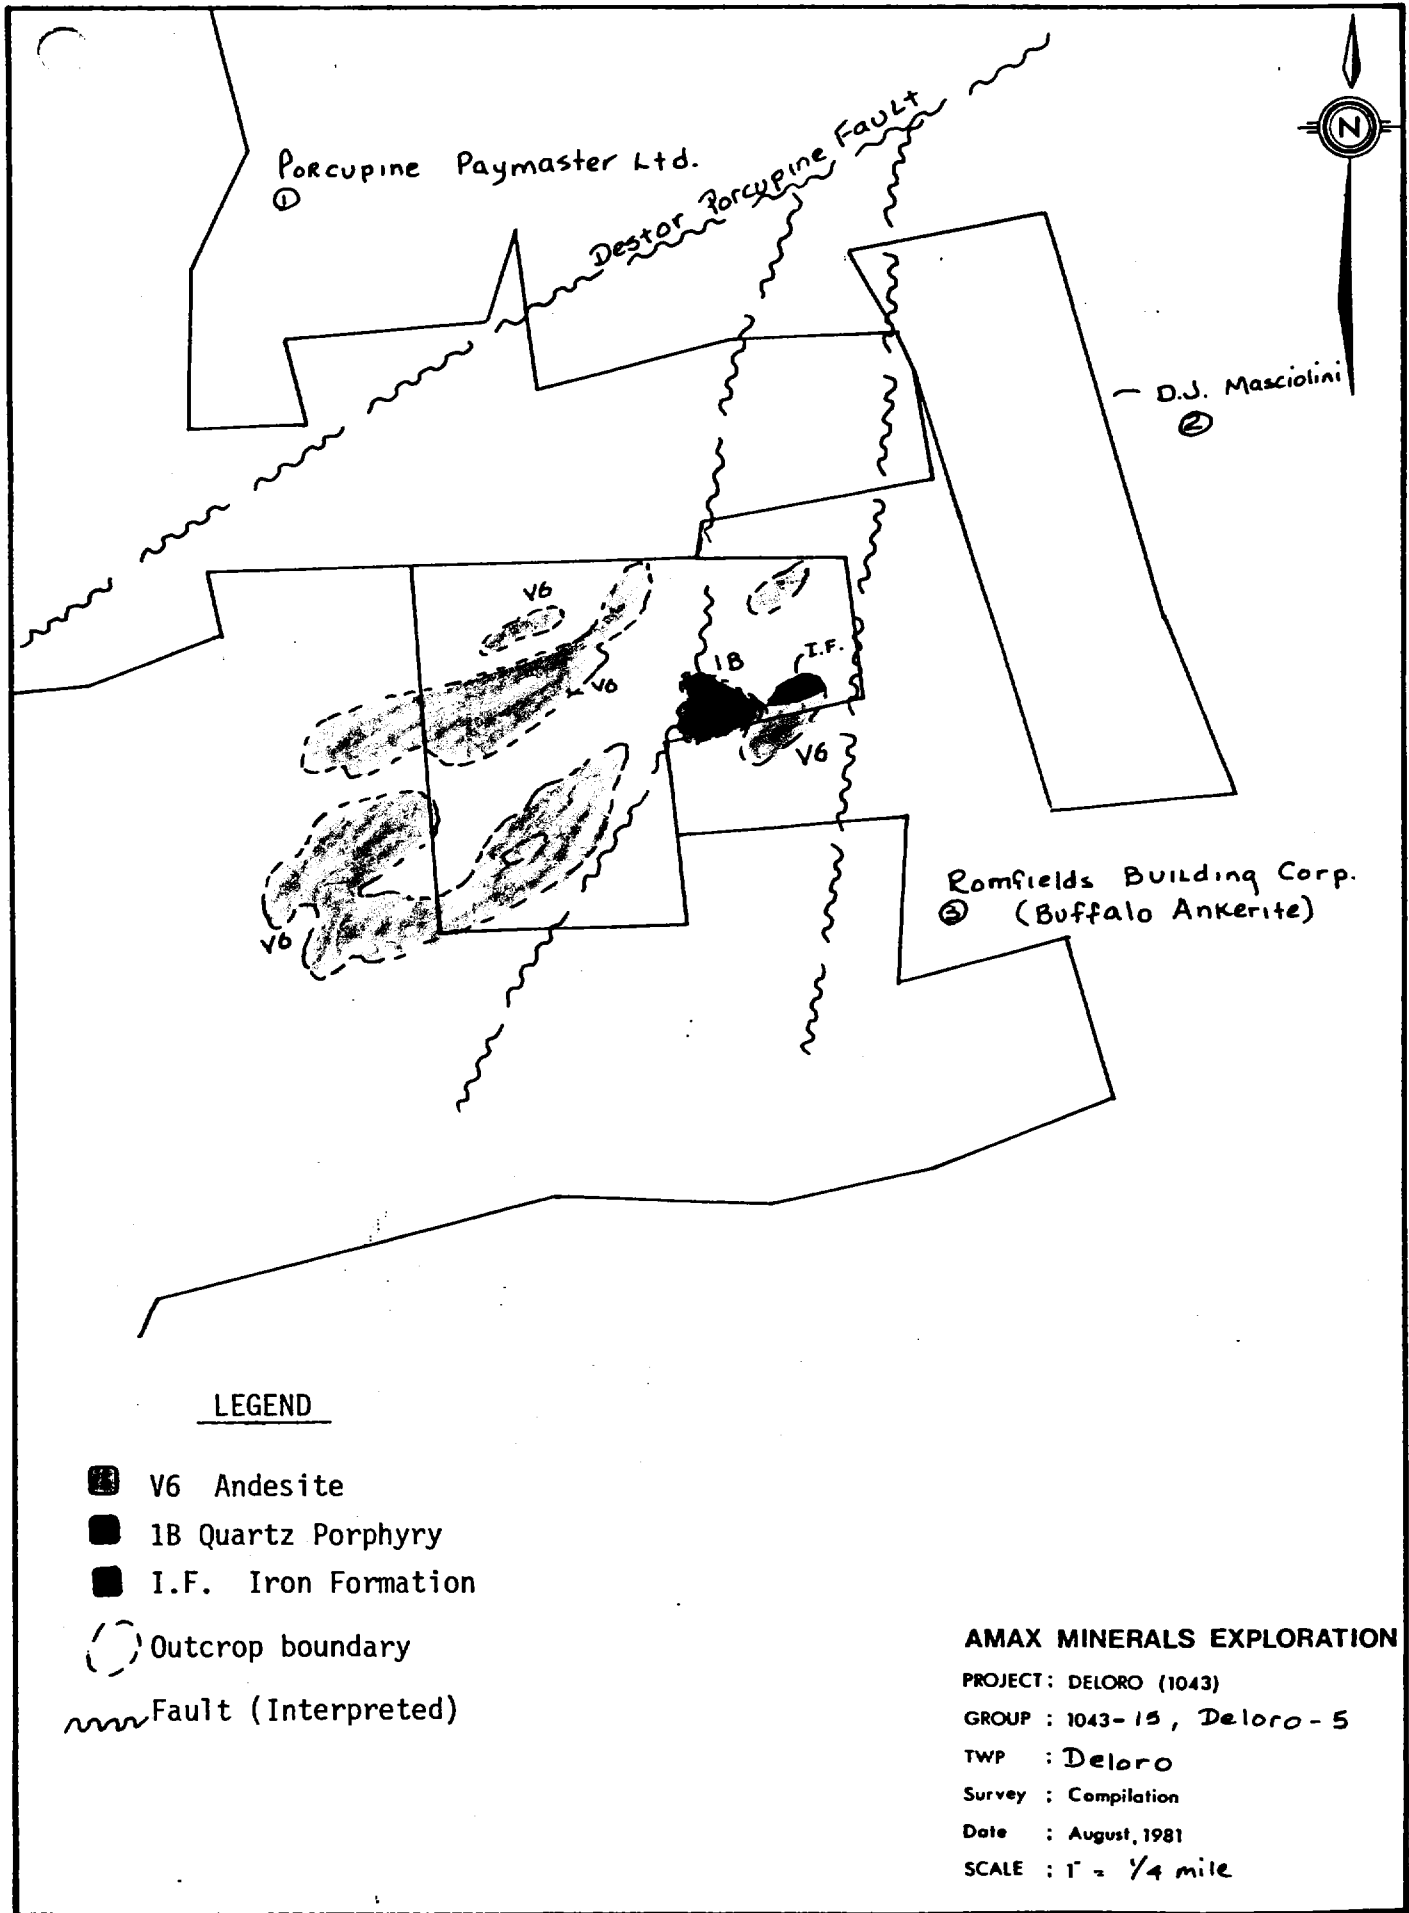 N
Porcupine Paymaster Ltd.
①
Destor Porcupine Fault
D.J. Masciolini
②
V6
V6
1B
I.F.
V6
V6
Romfields Building Corp.
③ (Buffalo Ankerite)
LEGEND
V6 Andesite
1B Quartz Porphyry
I.F. Iron Formation
Outcrop boundary
Fault (Interpreted)
AMAX MINERALS EXPLORATION
PROJECT: DELORO (1043)
GROUP : 1043-15, Deloro-5
TWP : Deloro
Survey : Compilation
Date : August, 1981
SCALE : 1" = 1/4 mile